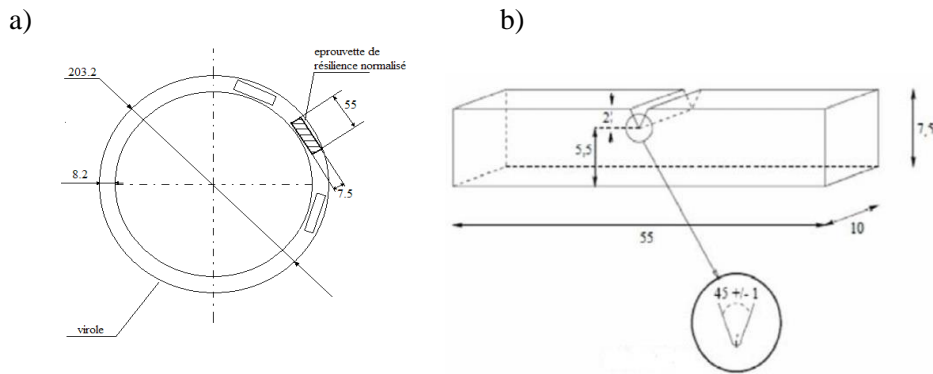 a)
b)
eprouvette de
résilience normalisé
203.2
55
8.2
7.5
virole
2
5,5
7,5
55
10
45 +/- 1